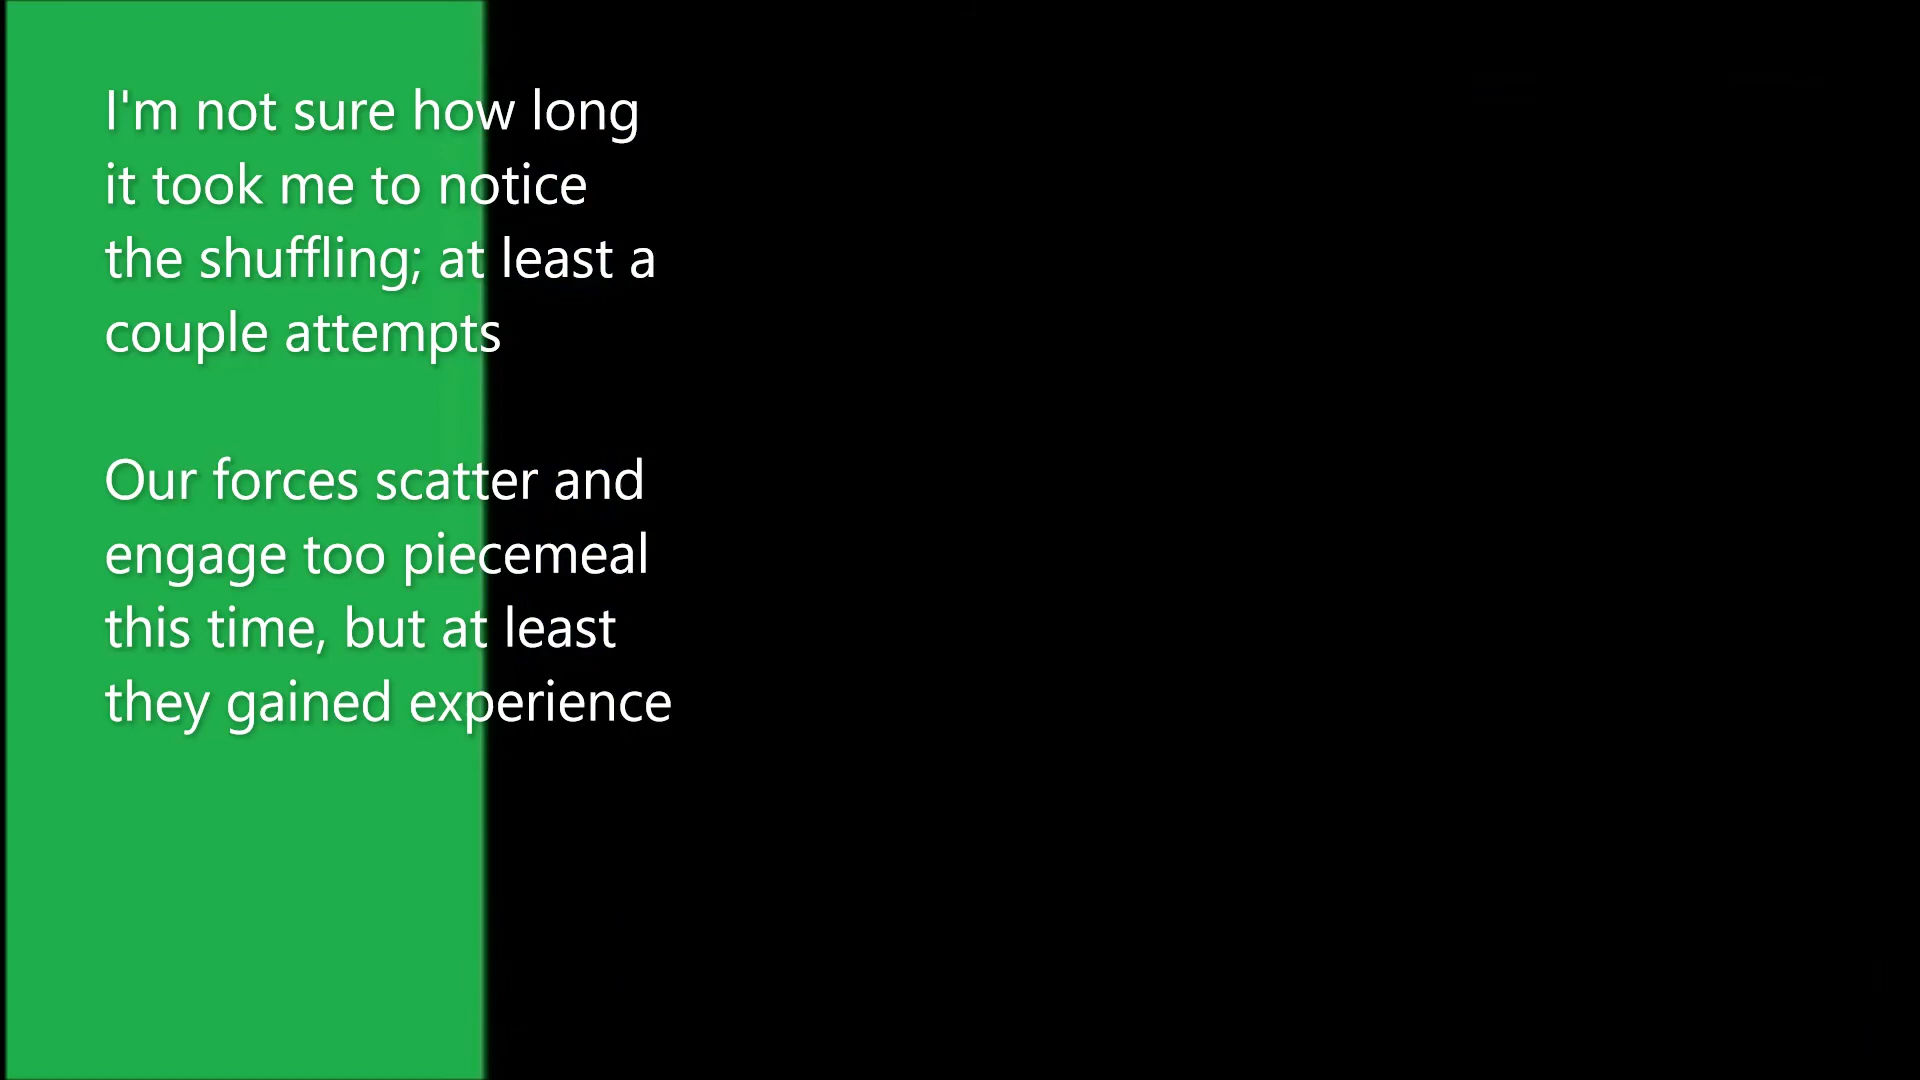 I'm not sure how long
it took me to notice
the shuffling; at least a
couple attempts
Our forces scatter and
engage too piecemeal
this time, but at least
they gained experience